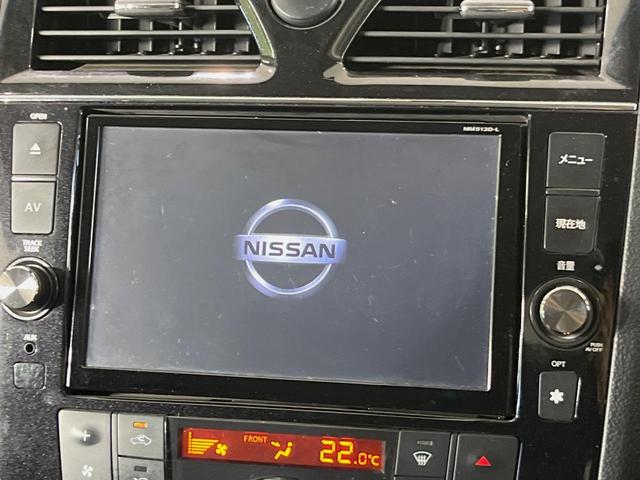 MM513D-L
OPEN
AV
TRACK
SEEK
AUX
NISSAN
メニュー
現在地
音量
PUSH
AV OFF
OPT
FRONT
22.0℃